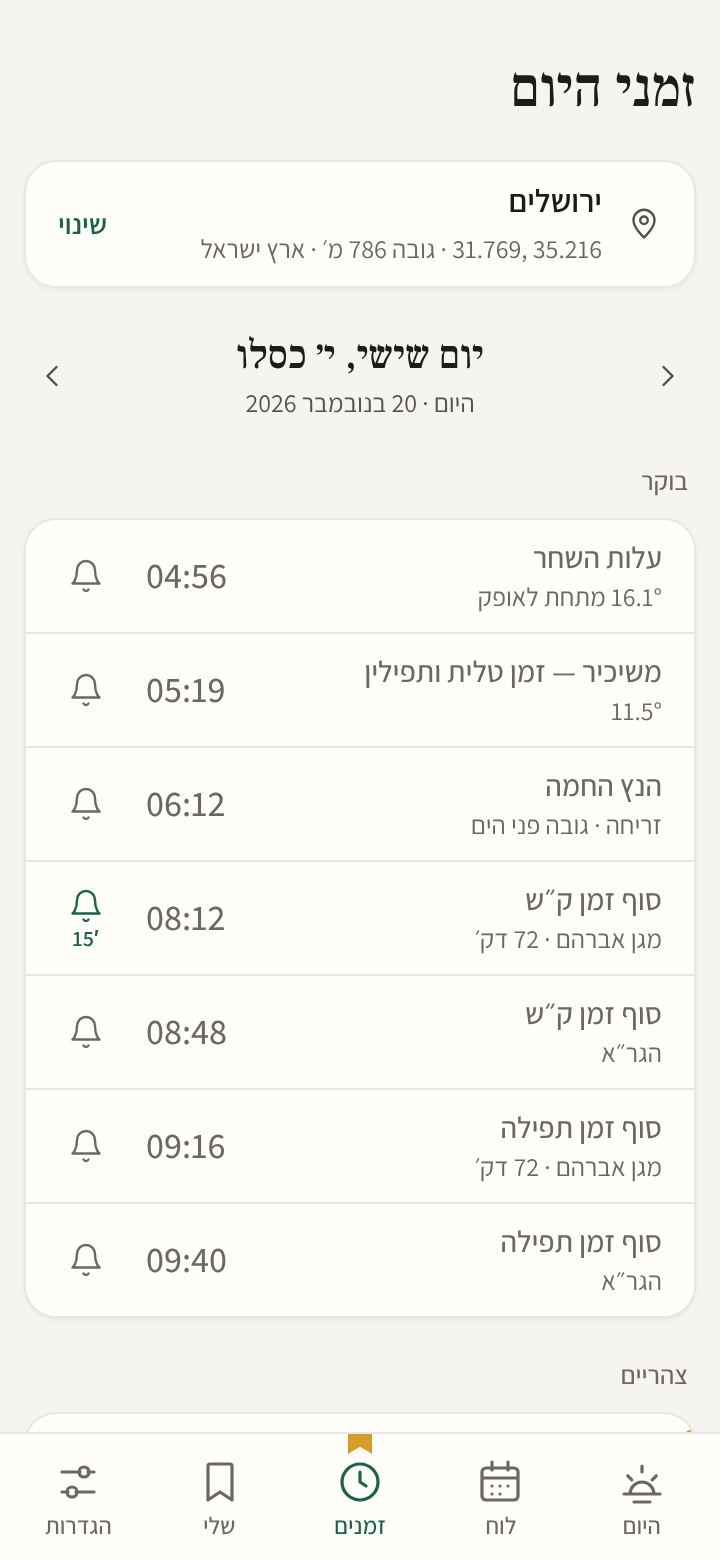 זמני היום
ירושלים
31.769, 35.216 · גובה 786 מ׳ · ארץ ישראל
שינוי
יום שישי, י׳ כסלו
היום · 20 בנובמבר 2026
בוקר
עלות השחר
16.1° מתחת לאופק
04:56
משיכיר — זמן טלית ותפילין
11.5°
05:19
הנץ החמה
זריחה · גובה פני הים
06:12
סוף זמן ק״ש
מגן אברהם · 72 דק׳
08:12
15′
סוף זמן ק״ש
הגר״א
08:48
סוף זמן תפילה
מגן אברהם · 72 דק׳
09:16
סוף זמן תפילה
הגר״א
09:40
צהריים
היום
לוח
זמנים
שלי
הגדרות